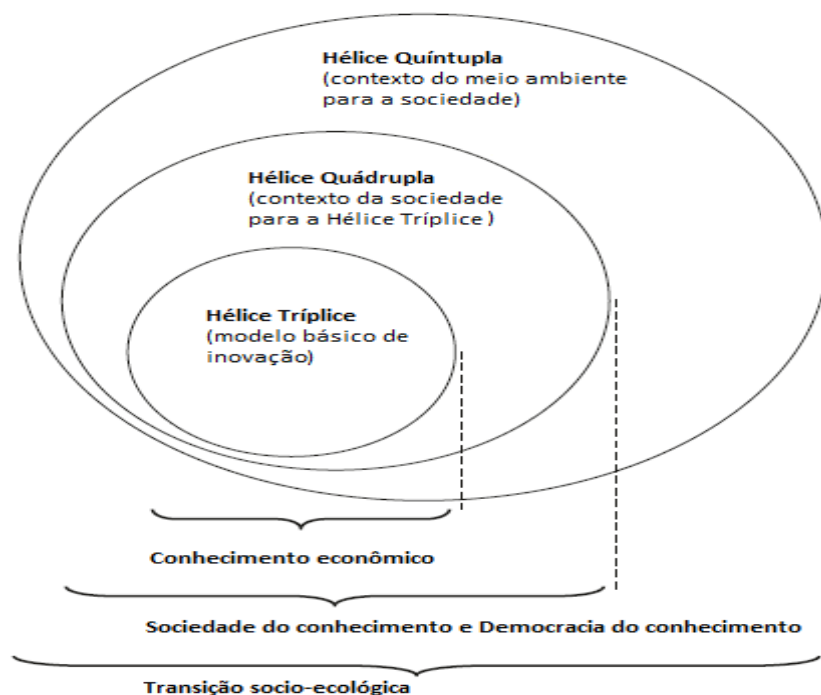 Hélice Quíntupla
(contexto do meio ambiente
para a sociedade)
Hélice Quádrupla
(contexto da sociedade
para a Hélice Tríplice )
Hélice Tríplice
(modelo básico de
inovação)
Conhecimento econômico
Sociedade do conhecimento e Democracia do conhecimento
Transição socio-ecológica